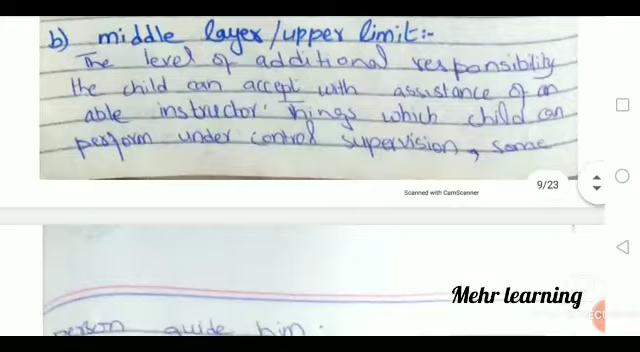 b) middle layer/upper limit:-
The level of additional responsibility
the child can accept with assistance of an
able instructor. Things which child can
perform under control supervision, some
Scanned with CamScanner
9/23
Mehr learning
person guide him.